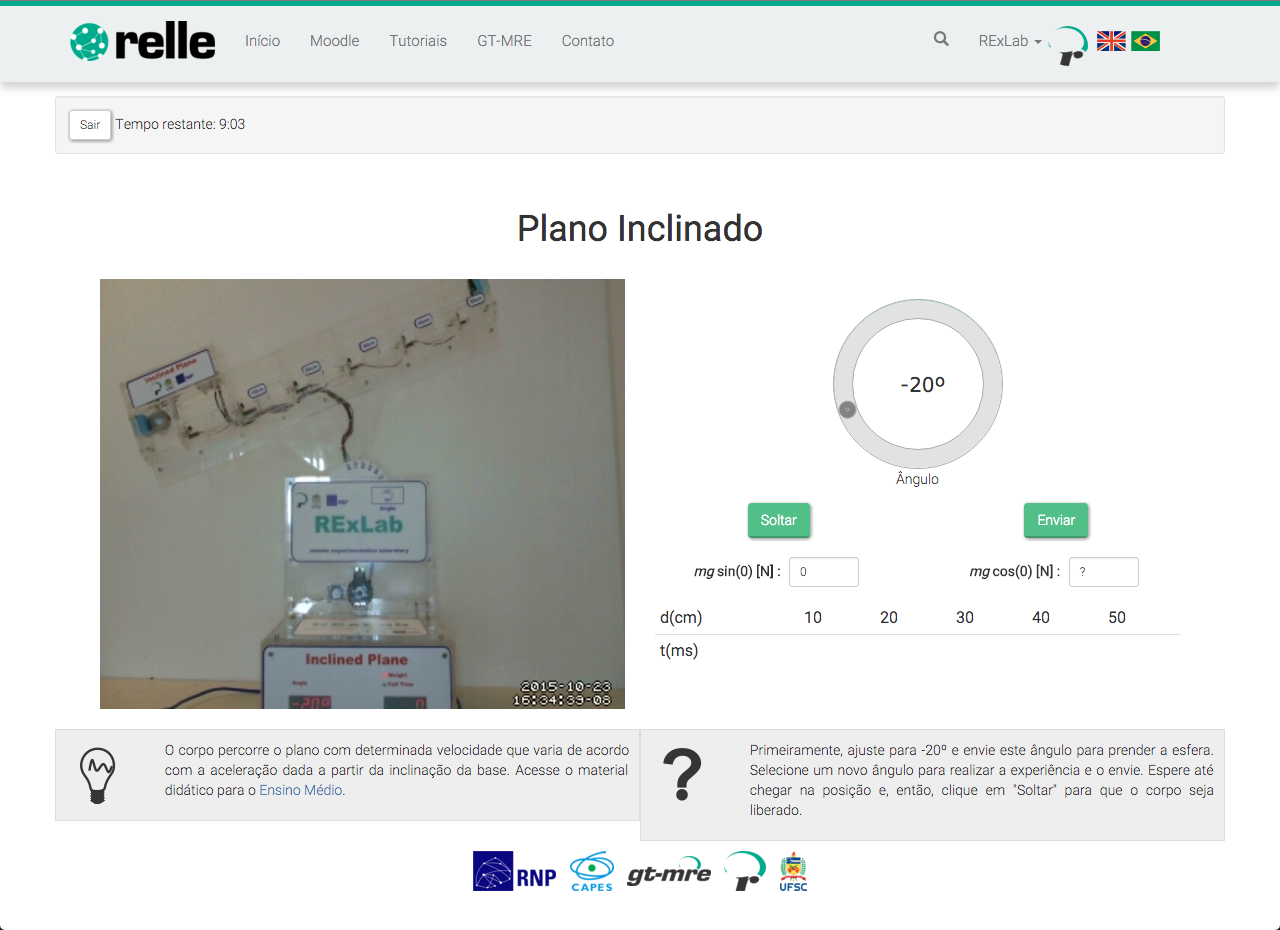 relle
Início Moodle Tutoriais GT-MRE Contato RExLab
Sair Tempo restante: 9:03
Plano Inclinado
Inclined Plane
RExLab
remote experimentation laboratory
Inclined Plane
Angle
Weight
Fall Time
-20º
0
2015-10-23
16:34:39-08
-20º
Ângulo
Soltar Enviar
mg sin(0) [N] : 0 mg cos(0) [N] : ?
d(cm) 10 20 30 40 50
t(ms)
O corpo percorre o plano com determinada velocidade que varia de acordo
com a aceleração dada a partir da inclinação da base. Acesse o material
didático para o Ensino Médio.
Primeiramente, ajuste para -20º e envie este ângulo para prender a esfera.
Selecione um novo ângulo para realizar a experiência e o envie. Espere até
chegar na posição e, então, clique em "Soltar" para que o corpo seja
liberado.
RNP CAPES gt-mre r UFSC